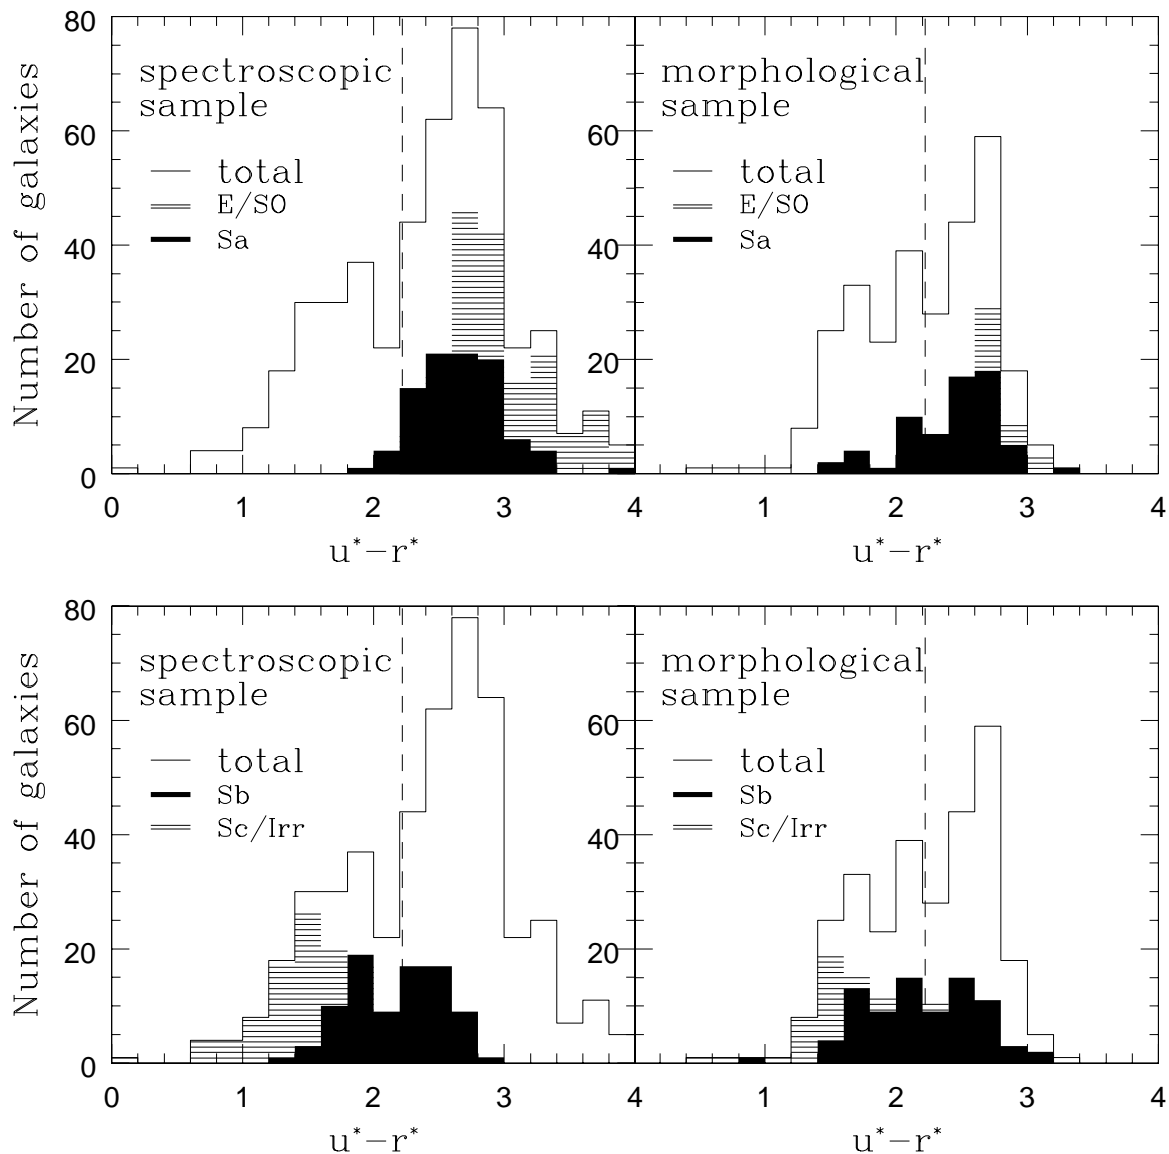 Number of galaxies
80
60
40
20
0
spectroscopic
sample
total
E/S0
Sa
0 1 2 3 4
u*−r*
60
40
20
0
morphological
sample
total
E/S0
Sa
1 2 3 4
u*−r*
Number of galaxies
80
60
40
20
0
spectroscopic
sample
total
Sb
Sc/Irr
0 1 2 3 4
u*−r*
60
40
20
0
morphological
sample
total
Sb
Sc/Irr
1 2 3 4
u*−r*